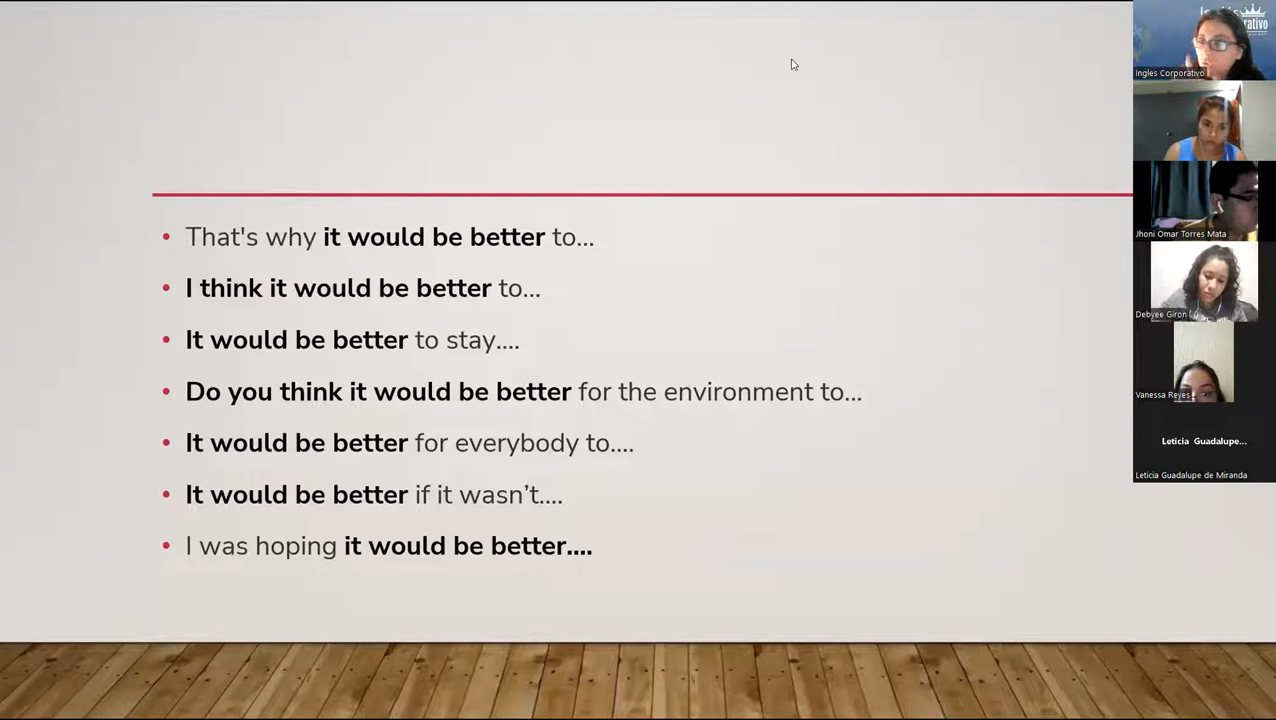 • That's why it would be better to...
• I think it would be better to...
• It would be better to stay....
• Do you think it would be better for the environment to...
• It would be better for everybody to....
• It would be better if it wasn’t....
• I was hoping it would be better....
Ingles Corporativo
Jhoni Omar Torres Mata
Debyee Giron
Vanessa Reyes
Leticia Guadalupe...
Leticia Guadalupe de Miranda